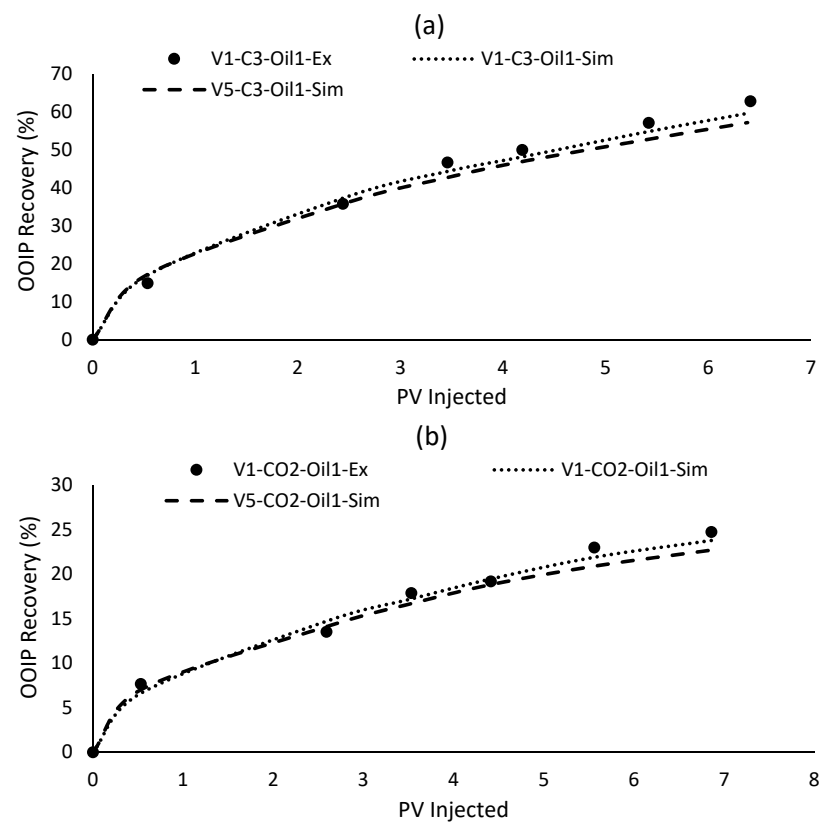 (a)
V1-C3-Oil1-Ex V1-C3-Oil1-Sim
V5-C3-Oil1-Sim
OOIP Recovery (%)
70
60
50
40
30
20
10
0
0 1 2 3 4 5 6 7
PV Injected
(b)
V1-CO2-Oil1-Ex V1-CO2-Oil1-Sim
V5-CO2-Oil1-Sim
OOIP Recovery (%)
30
25
20
15
10
5
0
0 1 2 3 4 5 6 7 8
PV Injected